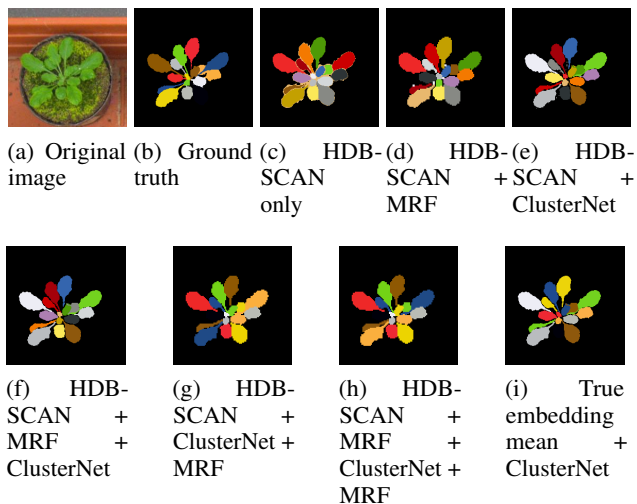 (a) Original image
(b) Ground truth
(c) HDB-
SCAN
only
(d) HDB-
SCAN +
MRF
(e) HDB-
SCAN +
ClusterNet
(f) HDB-
SCAN +
MRF +
ClusterNet
(g) HDB-
SCAN +
ClusterNet +
MRF
(h) HDB-
SCAN +
MRF +
ClusterNet +
MRF
(i) True
embedding
mean +
ClusterNet